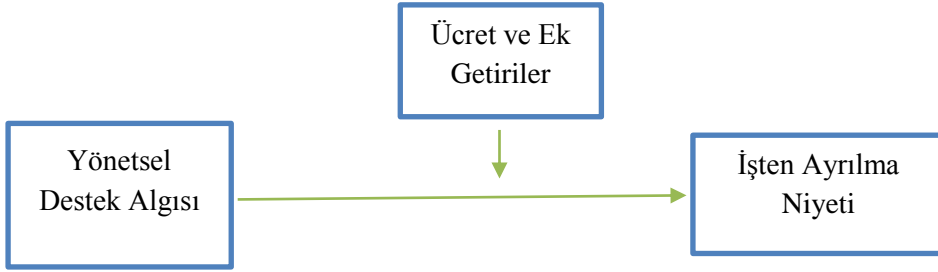 Ücret ve Ek
Getiriler
Yönetsel
Destek Algısı
İşten Ayrılma
Niyeti